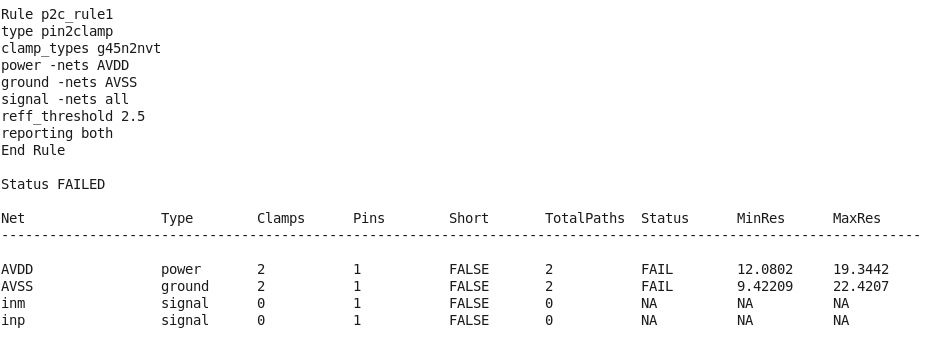 Rule p2c_rule1
type pin2clamp
clamp_types g45n2nvt
power -nets AVDD
ground -nets AVSS
signal -nets all
reff_threshold 2.5
reporting both
End Rule
Status FAILED
Net Type Clamps Pins Short TotalPaths Status MinRes MaxRes
-------------------------------------------------------------------------------------------------------------------
AVDD power 2 1 FALSE 2 FAIL 12.0802 19.3442
AVSS ground 2 1 FALSE 2 FAIL 9.42209 22.4207
inm signal 0 1 FALSE 0 NA NA NA
inp signal 0 1 FALSE 0 NA NA NA